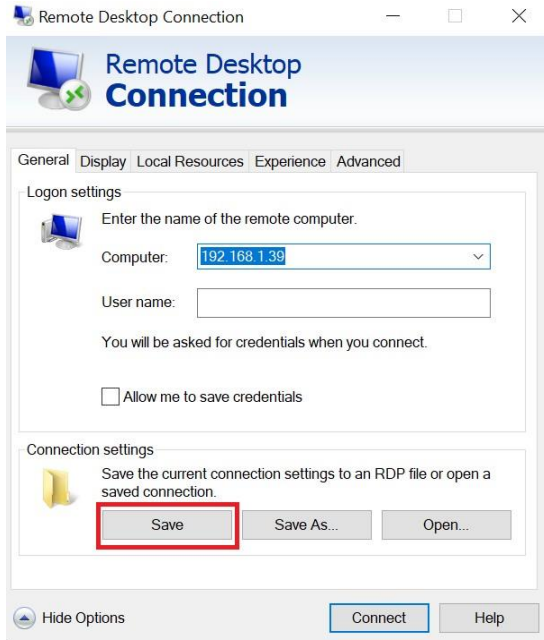 Remote Desktop Connection
Remote Desktop
Connection
General Display Local Resources Experience Advanced
Logon settings
Enter the name of the remote computer.
Computer: 192.168.1.39
User name:
You will be asked for credentials when you connect.
Allow me to save credentials
Connection settings
Save the current connection settings to an RDP file or open a
saved connection.
Save Save As... Open...
Hide Options Connect Help